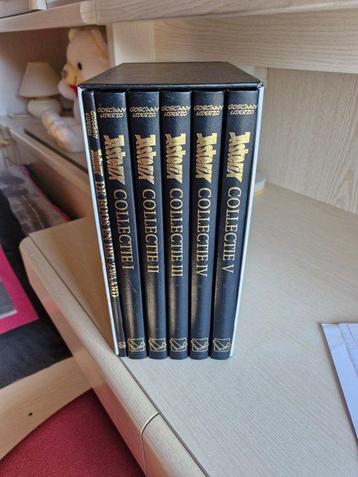 GOSCINNY
UDERZO
Asterix
DE ROOS EN HET ZWAARD
29
GOSCINNY
UDERZO
Asterix
COLLECTIE I
GOSCINNY
UDERZO
Asterix
COLLECTIE II
GOSCINNY
UDERZO
Asterix
COLLECTIE III
GOSCINNY
UDERZO
Asterix
COLLECTIE IV
GOSCINNY
UDERZO
Asterix
COLLECTIE V